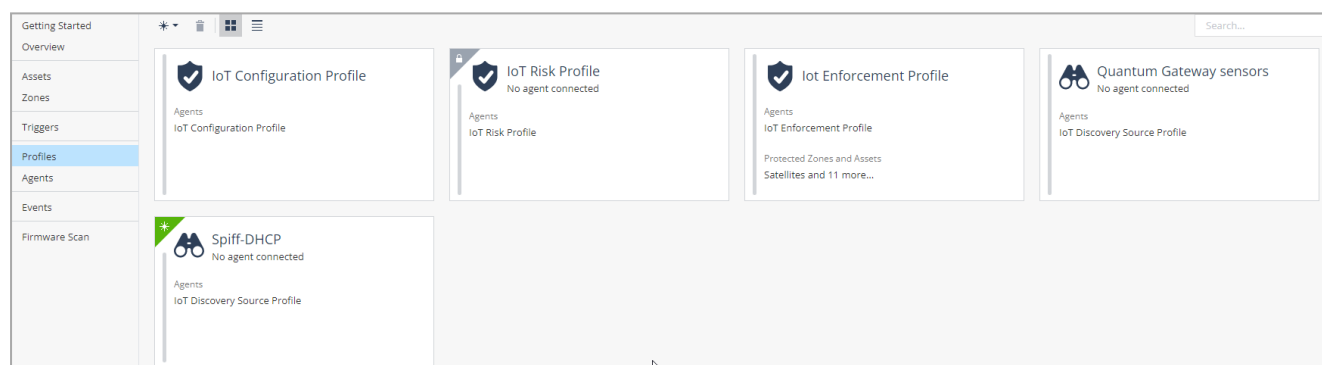 Getting Started
Overview
Assets
Zones
Triggers
Profiles
Agents
Events
Firmware Scan
Search...
IoT Configuration Profile
Agents
IoT Configuration Profile
IoT Risk Profile
No agent connected
Agents
IoT Risk Profile
Iot Enforcement Profile
Agents
IoT Enforcement Profile
Protected Zones and Assets
Satellites and 11 more...
Quantum Gateway sensors
No agent connected
Agents
IoT Discovery Source Profile
Spiff-DHCP
No agent connected
Agents
IoT Discovery Source Profile